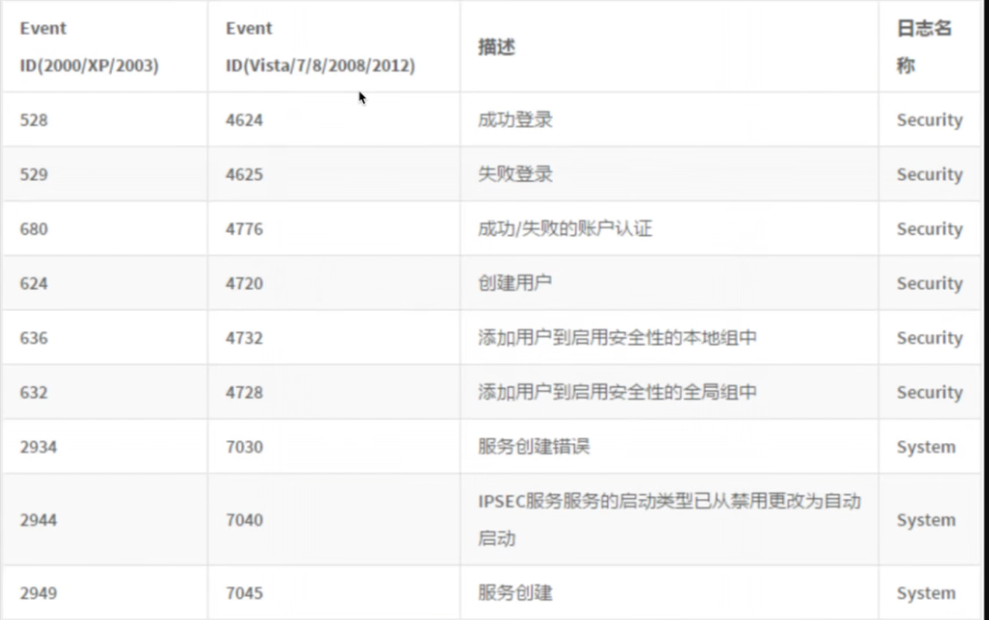 Event ID(2000/XP/2003) Event ID(Vista/7/8/2008/2012) 描述 日志名称
528 4624 成功登录 Security
529 4625 失败登录 Security
680 4776 成功/失败的账户认证 Security
624 4720 创建用户 Security
636 4732 添加用户到启用安全性的本地组中 Security
632 4728 添加用户到启用安全性的全局组中 Security
2934 7030 服务创建错误 System
2944 7040 IPSEC服务服务的启动类型已从禁用更改为自动启动 System
2949 7045 服务创建 System